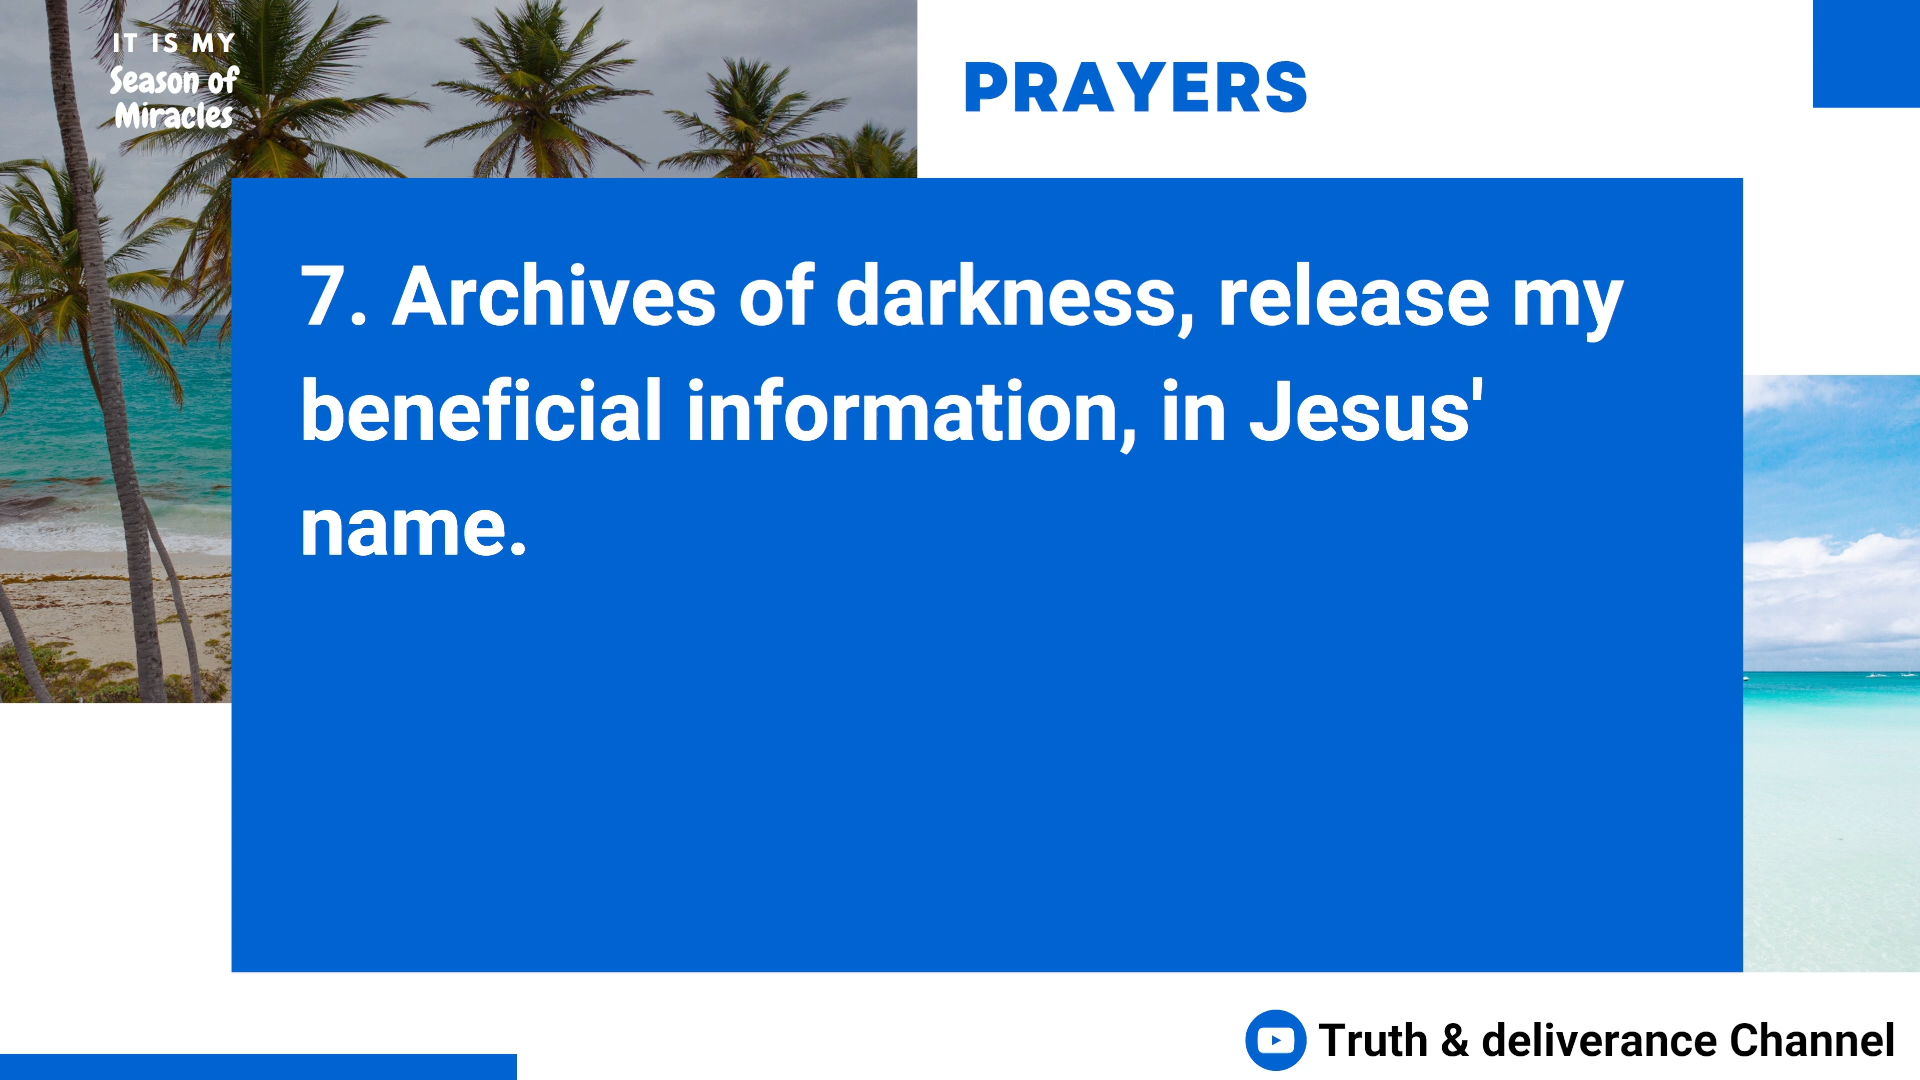 IT IS MY
Season of
Miracles
PRAYERS
7. Archives of darkness, release my
beneficial information, in Jesus'
name.
Truth & deliverance Channel